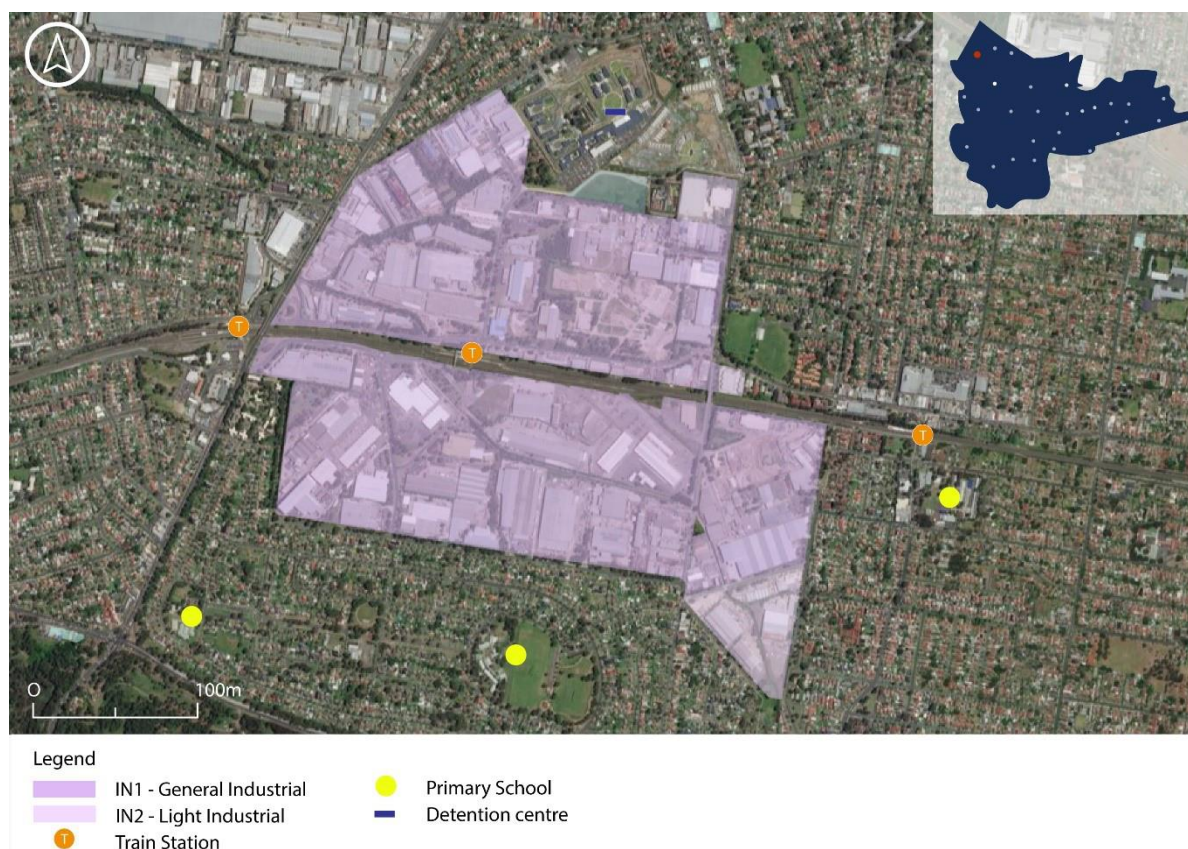 T
T
T
O 100m
Legend
IN1 - General Industrial
IN2 - Light Industrial
T Train Station
Primary School
Detention centre